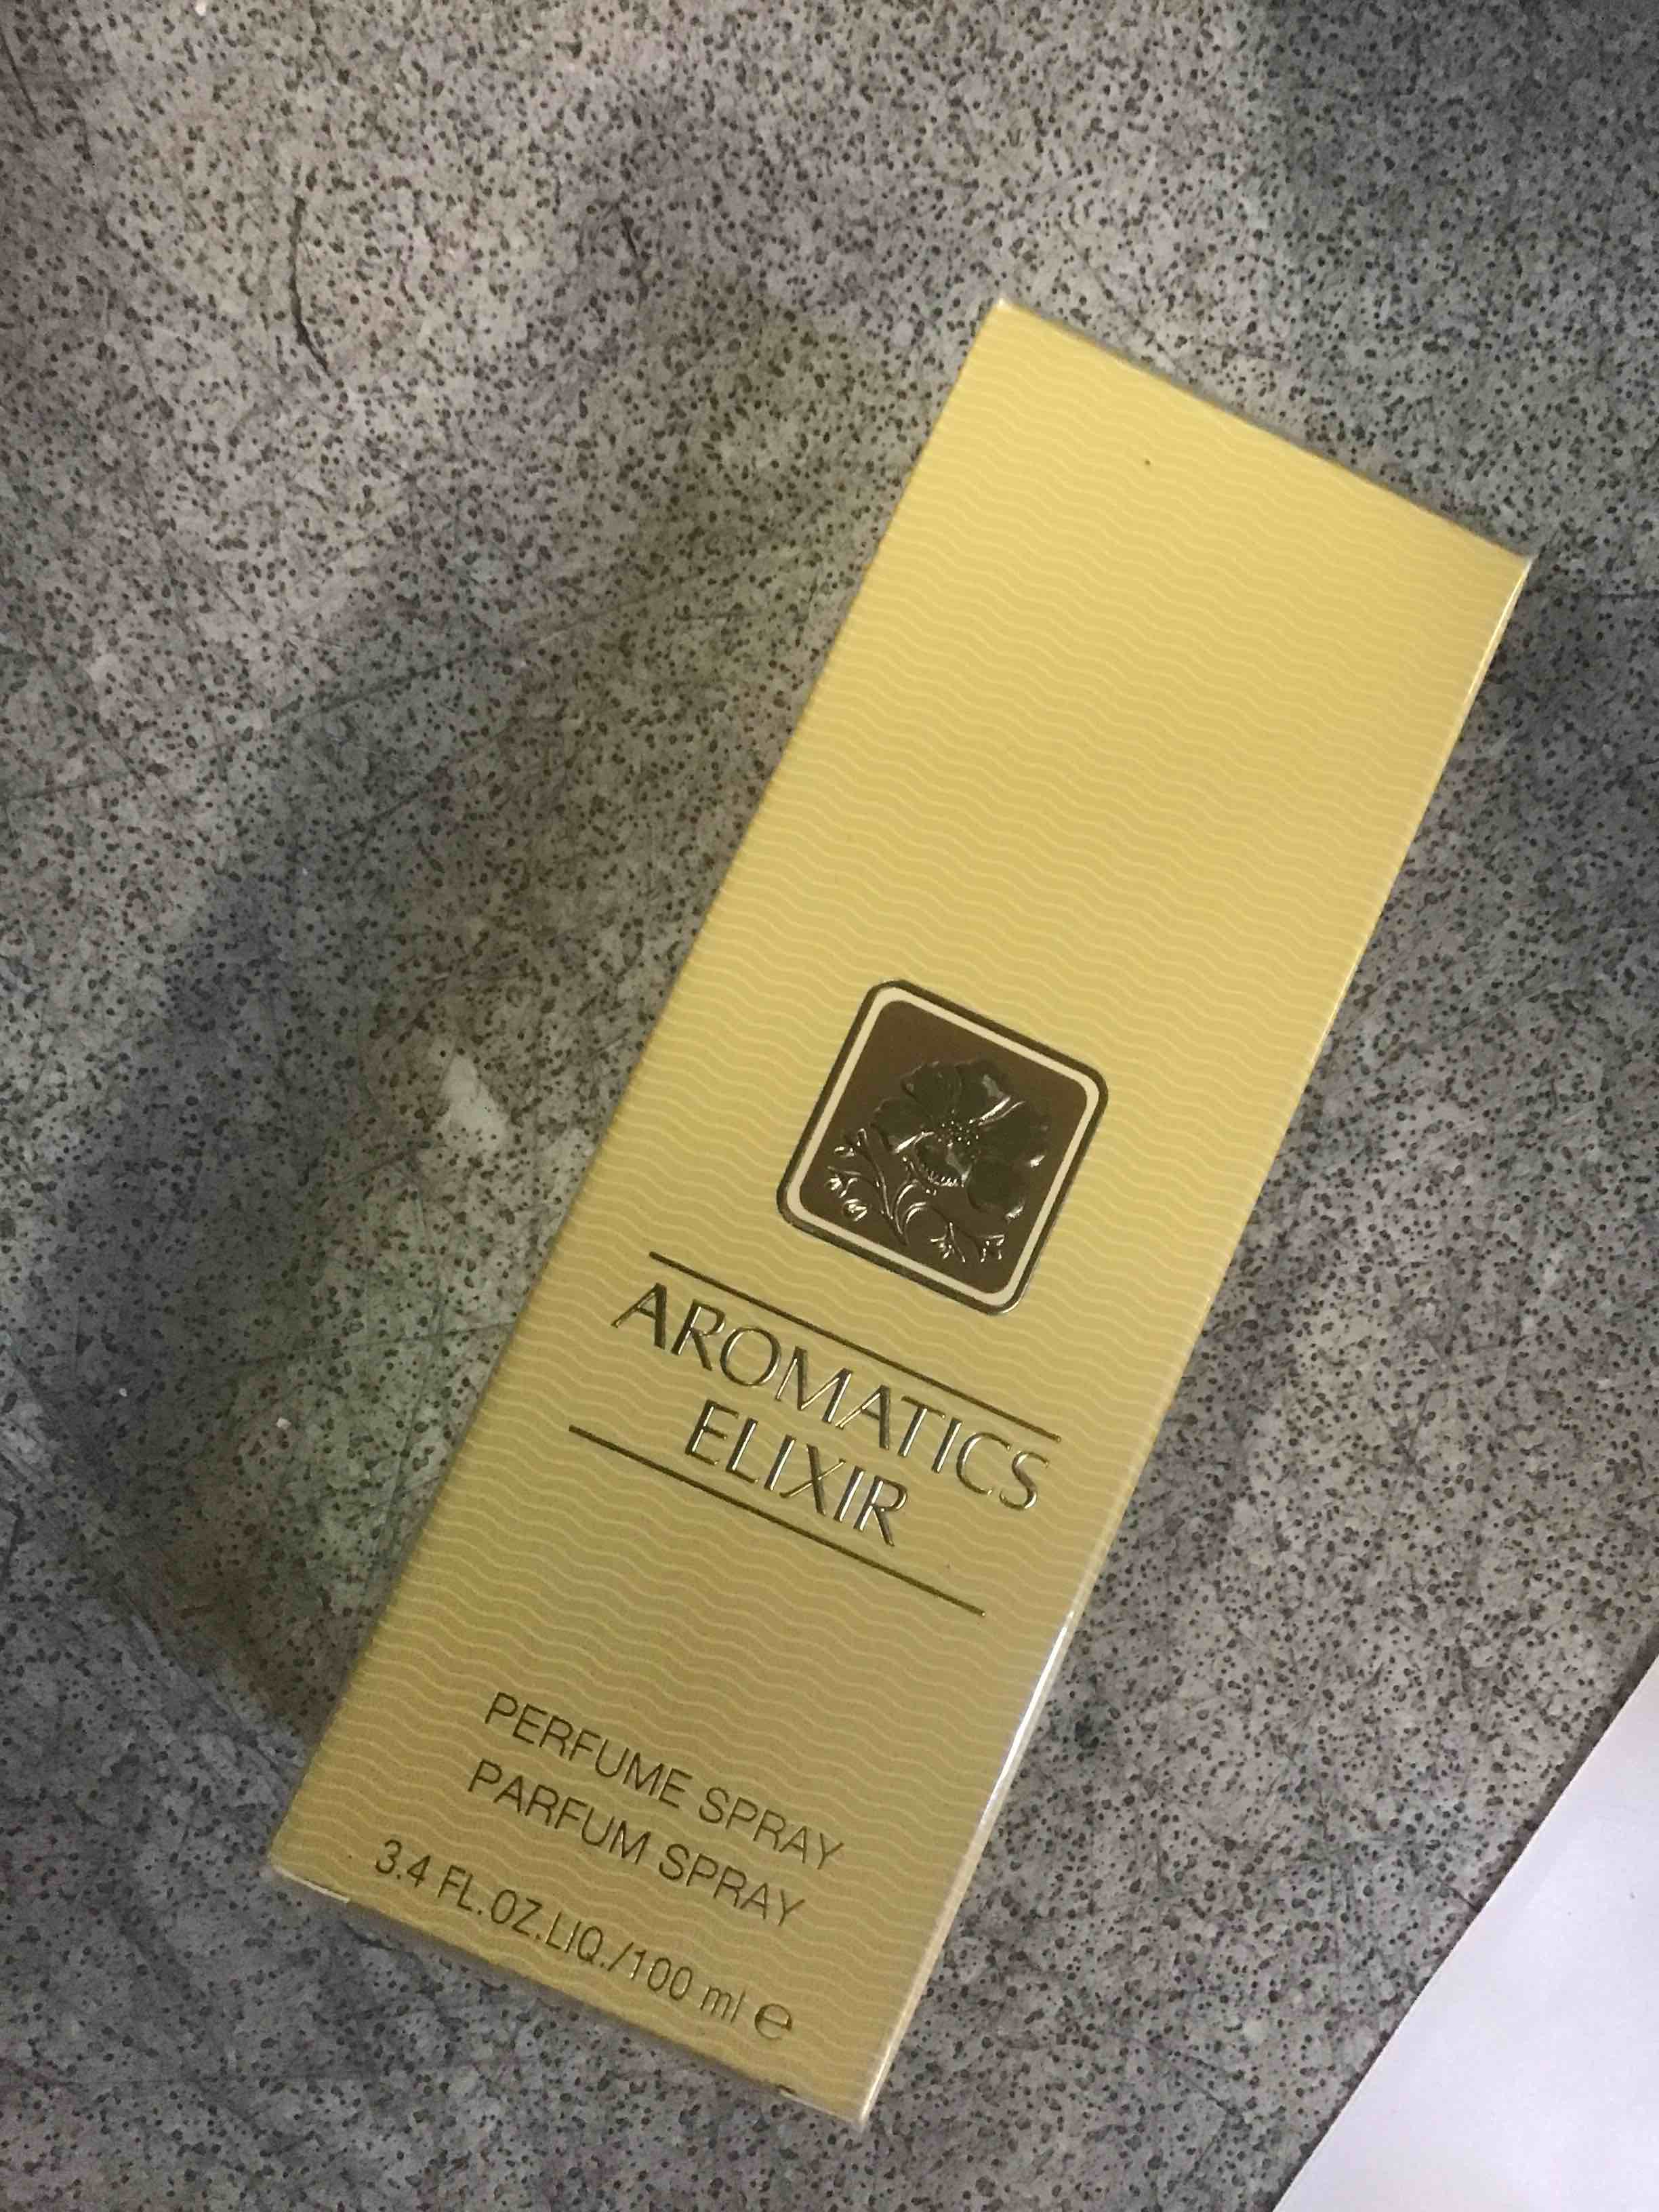 AROMATICS
ELIXIR
PERFUME SPRAY
PARFUM SPRAY
3.4 FL.OZ.LIQ./100 ml ℮